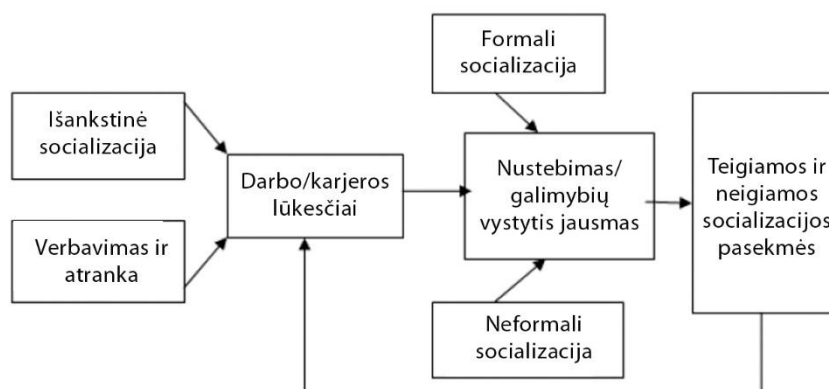 Išankstinė
socializacija
Verbavimas ir
atranka
Darbo/karjeros
lūkesčiai
Formali
socializacija
Nustebimas/
galimybių
vystytis jausmas
Neformali
socializacija
Teigiamos ir
neigiamos
socializacijos
pasekmės